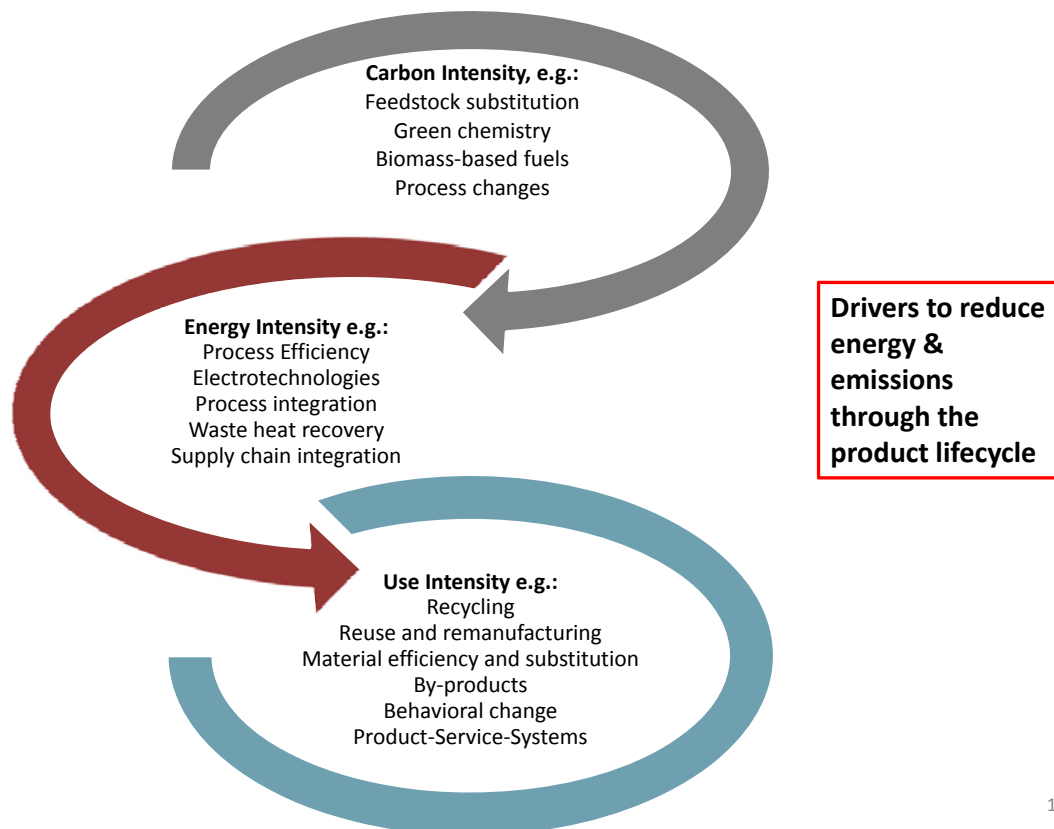 Carbon Intensity, e.g.:
Feedstock substitution
Green chemistry
Biomass-based fuels
Process changes
Energy Intensity e.g.:
Process Efficiency
Electrotechnologies
Process integration
Waste heat recovery
Supply chain integration
Drivers to reduce
energy &
emissions
through the
product lifecycle
Use Intensity e.g.:
Recycling
Reuse and remanufacturing
Material efficiency and substitution
By-products
Behavioral change
Product-Service-Systems
1